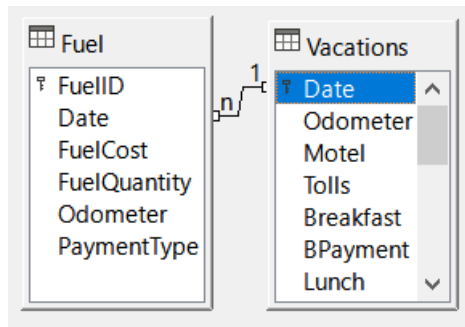 Fuel
FuelID
Date
FuelCost
FuelQuantity
Odometer
PaymentType
n
1
Vacations
Date
Odometer
Motel
Tolls
Breakfast
BPayment
Lunch